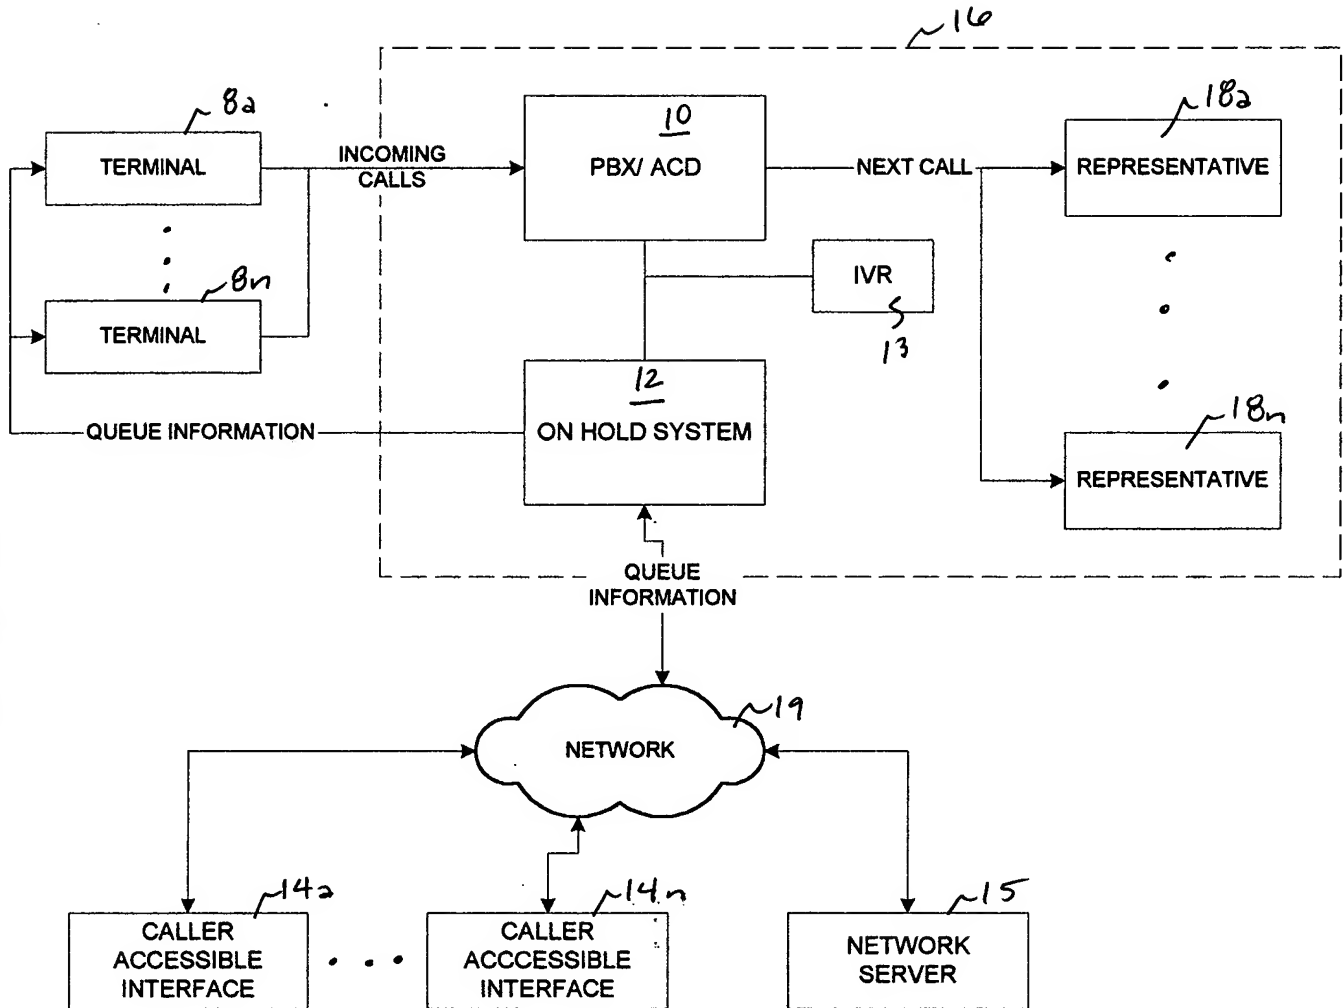 16
8a
TERMINAL
INCOMING
CALLS
10
PBX/ ACD
NEXT CALL
18a
REPRESENTATIVE
8n
TERMINAL
IVR
13
QUEUE INFORMATION
12
ON HOLD SYSTEM
18n
REPRESENTATIVE
QUEUE
INFORMATION
19
NETWORK
14a
CALLER
ACCESSIBLE
INTERFACE
14n
CALLER
ACCCESSIBLE
INTERFACE
15
NETWORK
SERVER